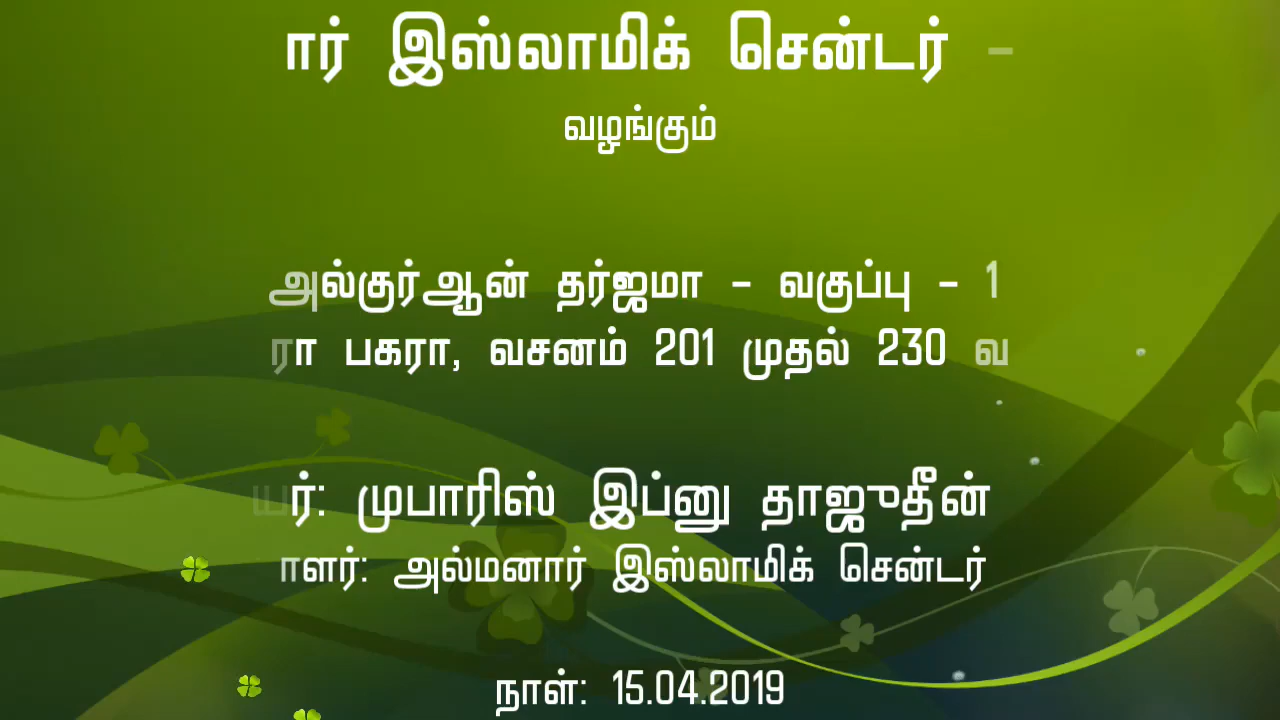 ார் இஸ்லாமிக் சென்டர் -
வழங்கும்
அல்குர்ஆன் தர்ஜமா - வகுப்பு - 1
ரா பகரா, வசனம் 201 முதல் 230 வ
யர்: முபாரிஸ் இப்னு தாஜுதீன்
ாளர்: அல்மனார் இஸ்லாமிக் சென்டர்
நாள்: 15.04.2019